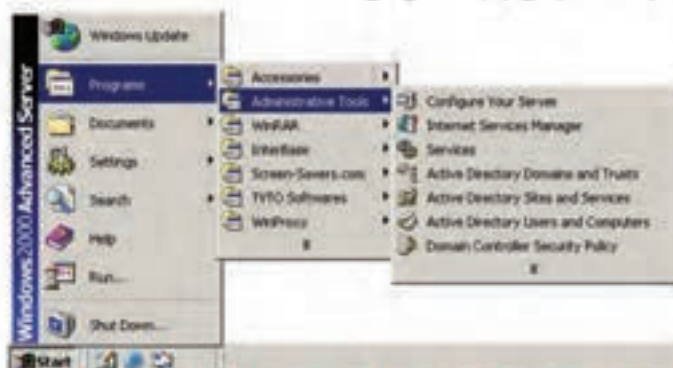 Windows 2000 Advanced Server
Windows Update
Programs
Documents
Settings
Search
Help
Run...
Shut Down...
Start
Accessories
Administrative Tools
WinRAR
InterBase
Screen-Savers.com
TVTO Softwares
WinProxy
Configure Your Server
Internet Services Manager
Services
Active Directory Domains and Trusts
Active Directory Sites and Services
Active Directory Users and Computers
Domain Controller Security Policy